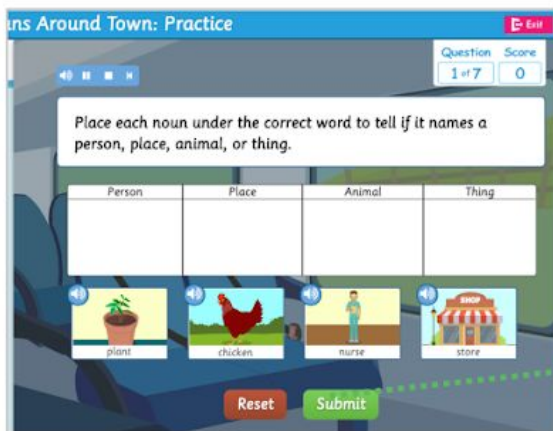 ns Around Town: Practice
Exit
Question Score
1 of 7 0
Place each noun under the correct word to tell if it names a
person, place, animal, or thing.
Person Place Animal Thing
SHOP
plant chicken nurse store
Reset Submit